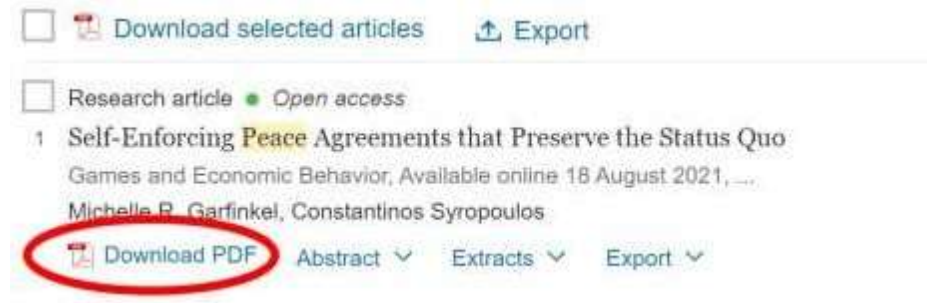 Download selected articles Export
Research article Open access
1 Self-Enforcing Peace Agreements that Preserve the Status Quo
Games and Economic Behavior, Available online 18 August 2021, ...
Michelle R. Garfinkel, Constantinos Syropoulos
Download PDF Abstract Extracts Export